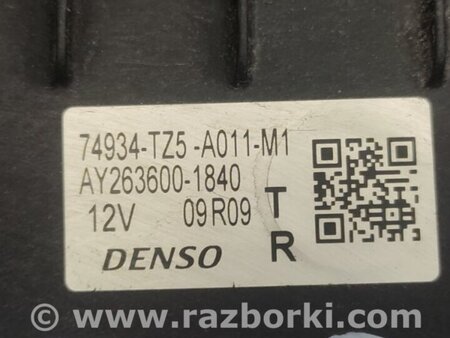 74934-TZ5-A011-M1
AY263600-1840
12V 09R09
T
R
DENSO
© www.razborki.com